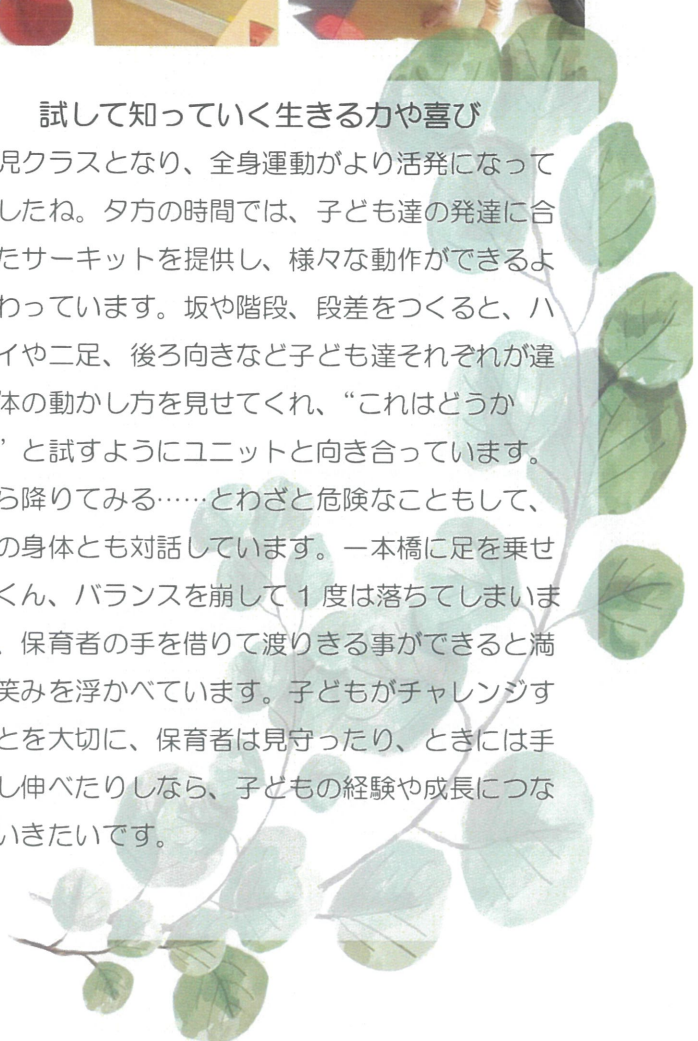 試して知っていく生きる力や喜び
児クラスとなり、全身運動がより活発になって
したね。夕方の時間では、子ども達の発達に合
たサーキットを提供し、様々な動作ができるよ
わっています。坂や階段、段差をつくると、ハ
イや二足、後ろ向きなど子ども達それぞれが違
体の動かし方を見せてくれ、“これはどうか
”と試すようにユニットと向き合っています。
ら降りてみる……とわざと危険なこともして、
の身体とも対話しています。一本橋に足を乗せ
くん、バランスを崩して1度は落ちてしまいま
、保育者の手を借りて渡りきる事ができると満
笑みを浮かべています。子どもがチャレンジす
とを大切に、保育者は見守ったり、ときには手
し伸べたりしなら、子どもの経験や成長につな
いきたいです。